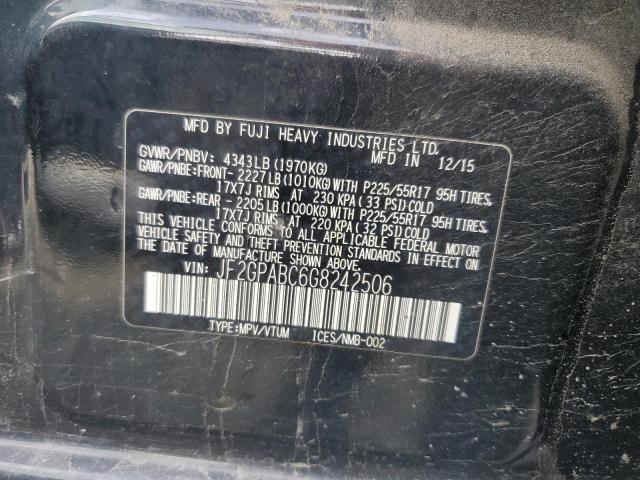 MFD BY FUJI HEAVY INDUSTRIES LTD.
GVWR/PNBV: 4343LB(1970KG) MFD IN 12/15
GAWR/PNBE:FRONT- 2227LB(1010KG)WITH P225/55R17 95H TIRES,
17X7J RIMS AT 230 KPA(33 PSI)COLD
GAWR/PNBE:REAR - 2205LB(1000KG)WITH P225/55R17 95H TIRES,
17X7J RIMS AT 220 KPA(32 PSI)COLD
THIS VEHICLE CONFORMS TO ALL APPLICABLE FEDERAL MOTOR
VEHICLE SAFETY AND THEFT PREVENTION STANDARDS IN EFFECT ON
THE DATE OF MANUFACTURE SHOWN ABOVE.
VIN: JF2GPABC6G8242506
TYPE:MPV/VTUM ICES/NMB-002